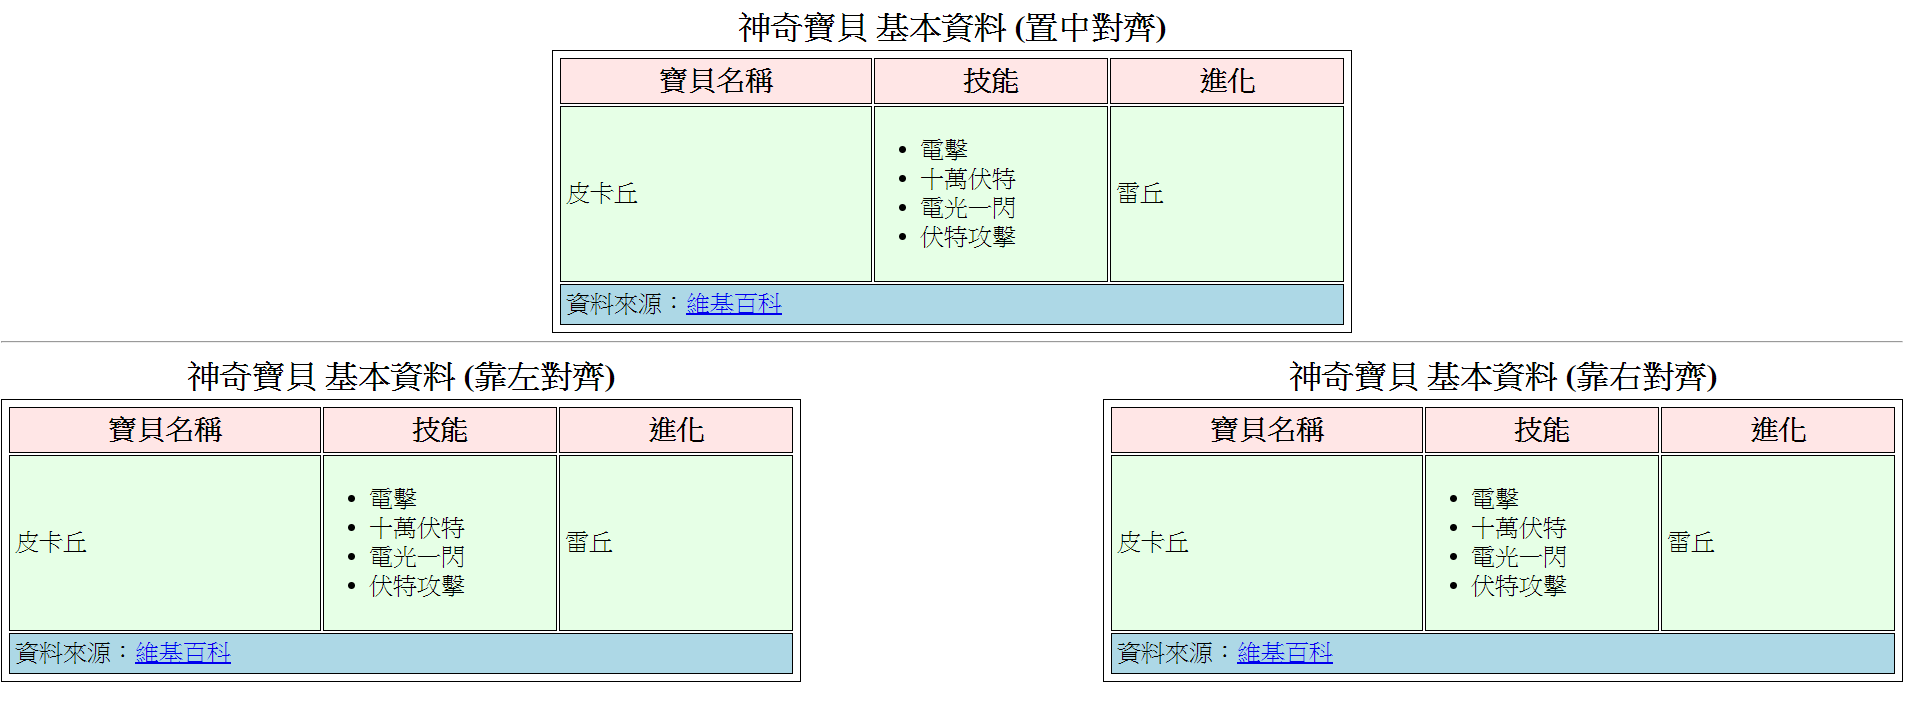 神奇寶貝 基本資料 (置中對齊)
寶貝名稱 技能 進化
皮卡丘
電擊
十萬伏特
電光一閃
伏特攻擊
雷丘
資料來源：維基百科
神奇寶貝 基本資料 (靠左對齊)
寶貝名稱 技能 進化
皮卡丘
電擊
十萬伏特
電光一閃
伏特攻擊
雷丘
資料來源：維基百科
神奇寶貝 基本資料 (靠右對齊)
寶貝名稱 技能 進化
皮卡丘
電擊
十萬伏特
電光一閃
伏特攻擊
雷丘
資料來源：維基百科